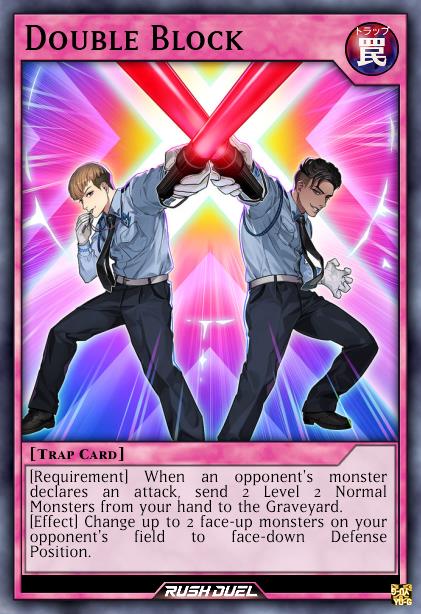 DOUBLE BLOCK
トラップ
罠
[TRAP CARD]
[Requirement] When an opponent's monster
declares an attack, send 2 Level 2 Normal
Monsters from your hand to the Graveyard.
[Effect] Change up to 2 face-up monsters on your
opponent's field to face-down Defense
Position.
RUSH DUEL